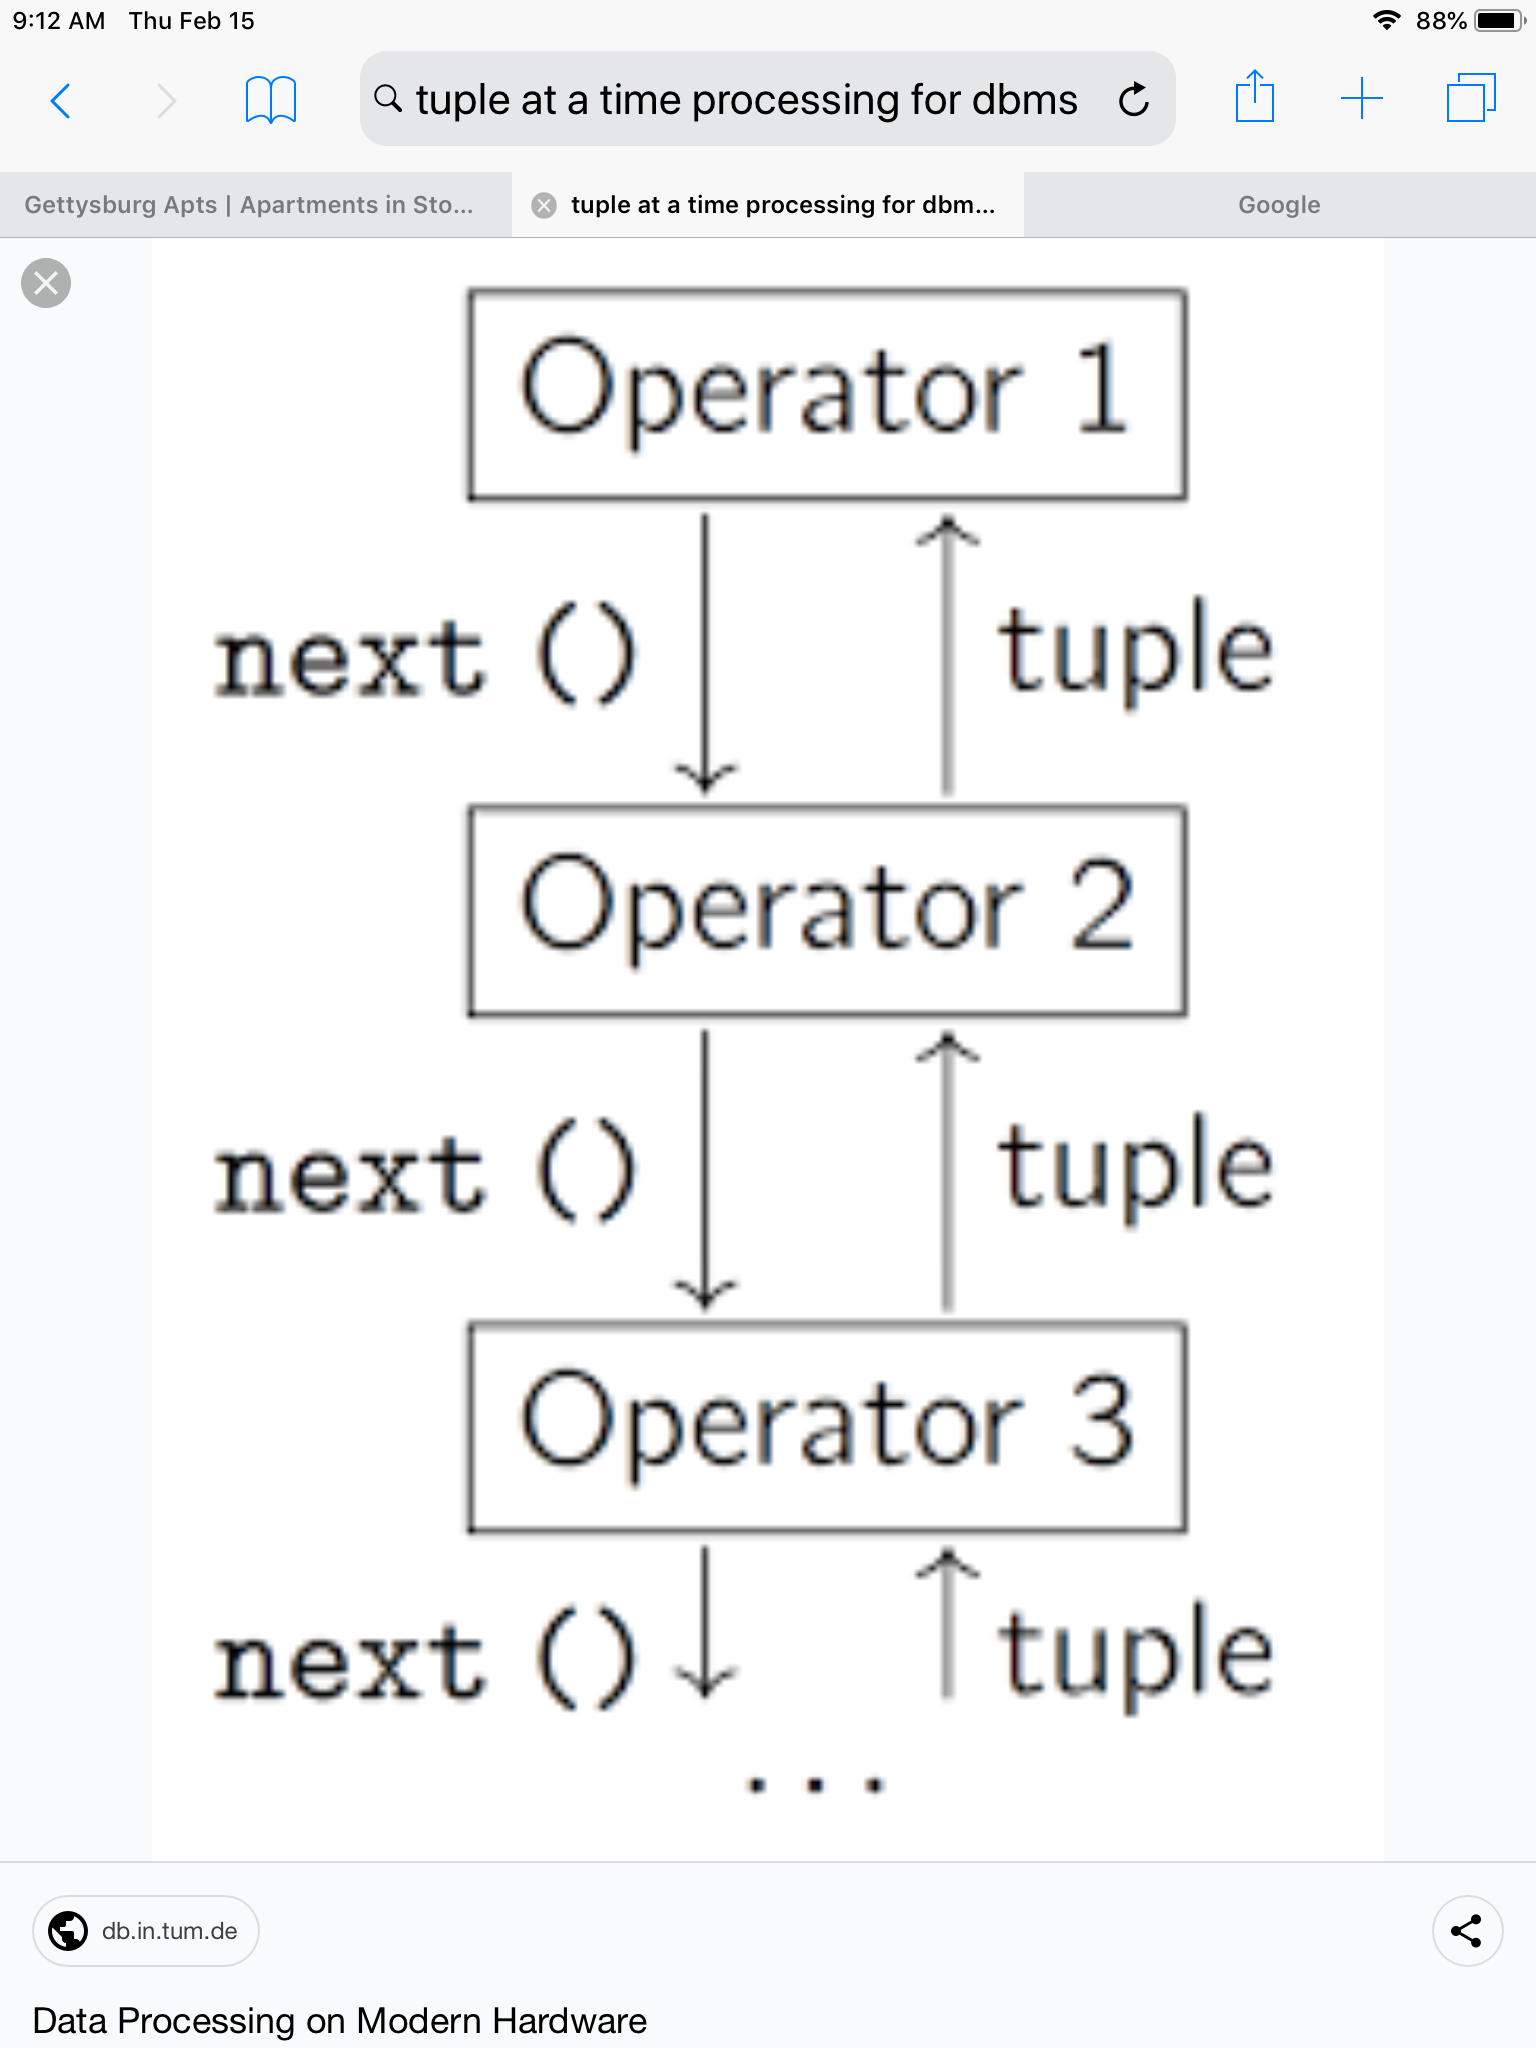 9:12 AM Thu Feb 15 88%
tuple at a time processing for dbms
Gettysburg Apts | Apartments in Sto... tuple at a time processing for dbm... Google
Operator 1
next () tuple
Operator 2
next () tuple
Operator 3
next () tuple
...
db.in.tum.de
Data Processing on Modern Hardware